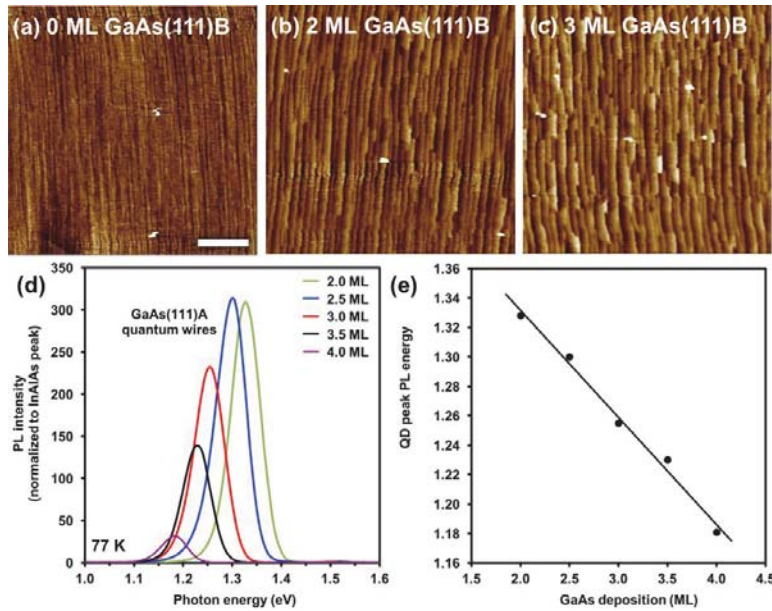 (a) 0 ML GaAs(111)B
(b) 2 ML GaAs(111)B
(c) 3 ML GaAs(111)B
(d)
350
300
250
200
150
100
50
0
PL intensity
(normalized to InAlAs peak)
GaAs(111)A
quantum wires
2.0 ML
2.5 ML
3.0 ML
3.5 ML
4.0 ML
77 K
1.0 1.1 1.2 1.3 1.4 1.5 1.6
Photon energy (eV)
(e)
1.36
1.34
1.32
1.30
1.28
1.26
1.24
1.22
1.20
1.18
1.16
QD peak PL energy
1.5 2.0 2.5 3.0 3.5 4.0 4.5
GaAs deposition (ML)